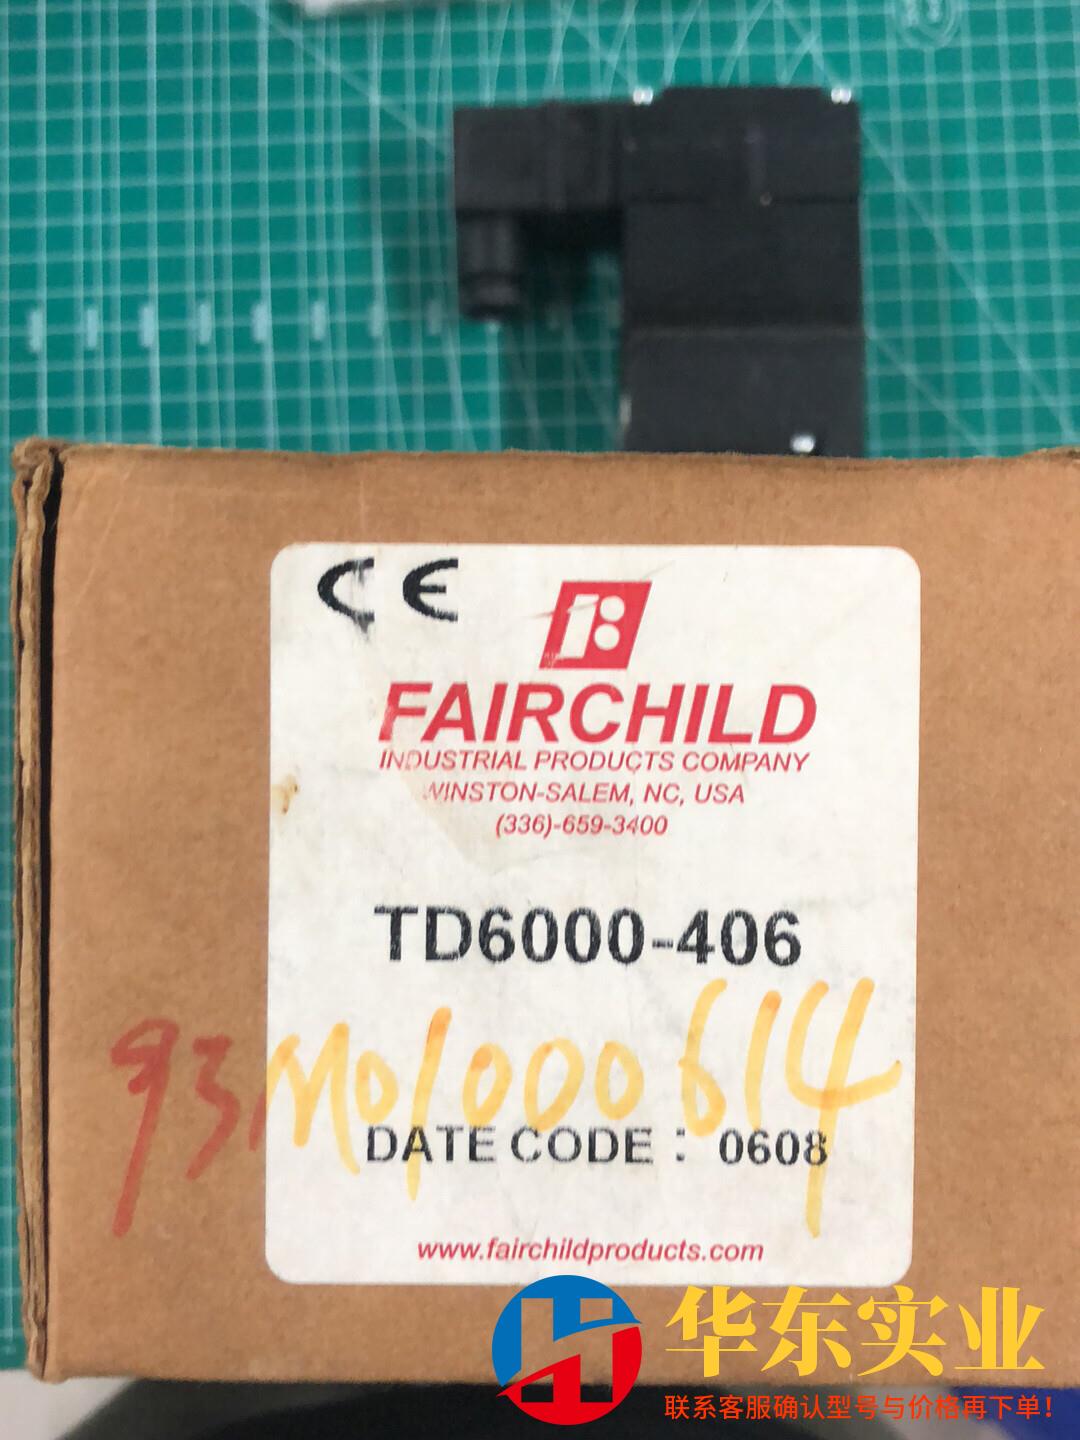 CE
FAIRCHILD
INDUSTRIAL PRODUCTS COMPANY
WINSTON-SALEM, NC, USA
(336)-659-3400
TD6000-406
93M01000614
DATE CODE : 0608
www.fairchildproducts.com
华东实业
联系客服确认型号与价格再下单！